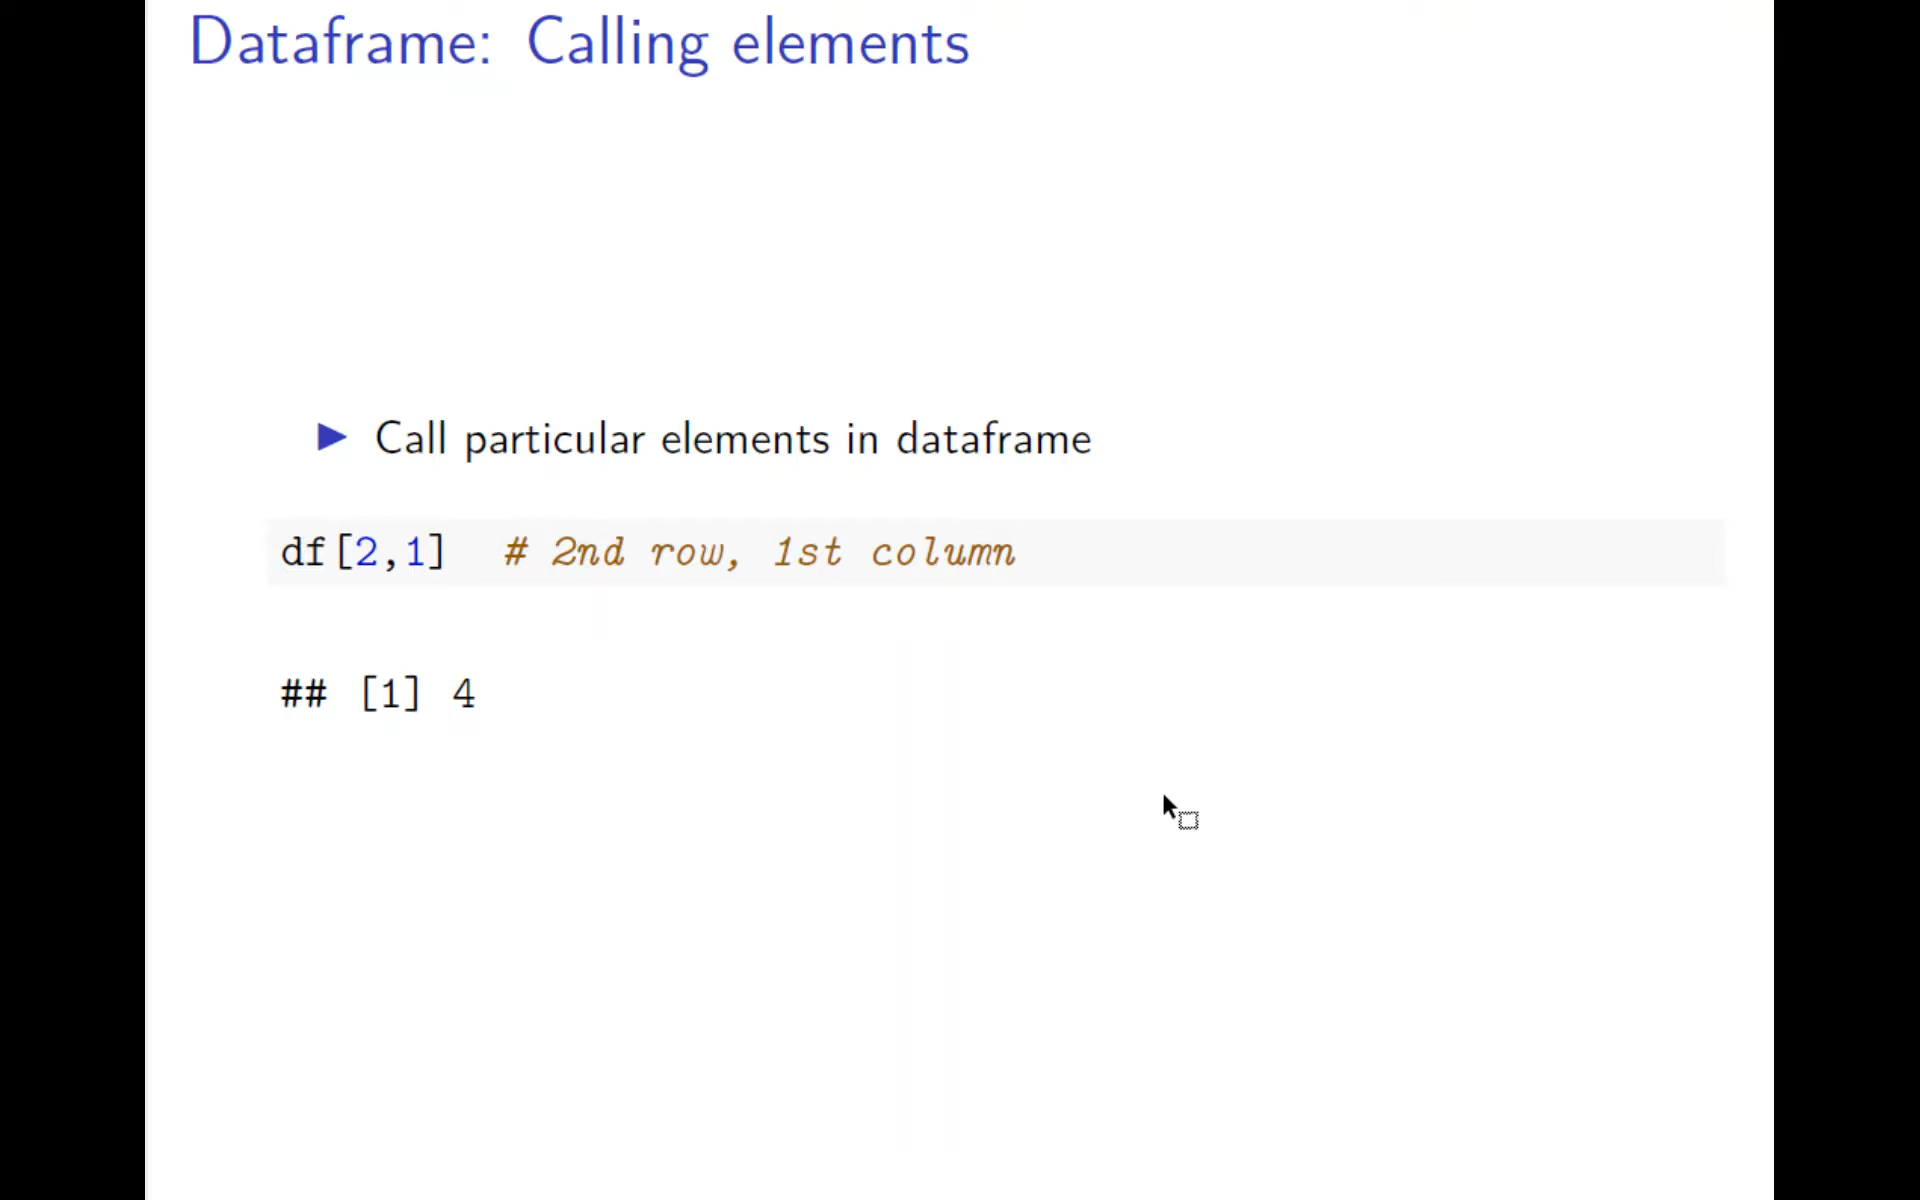 Dataframe: Calling elements
▶ Call particular elements in dataframe
df[2,1]  # 2nd row, 1st column
## [1] 4